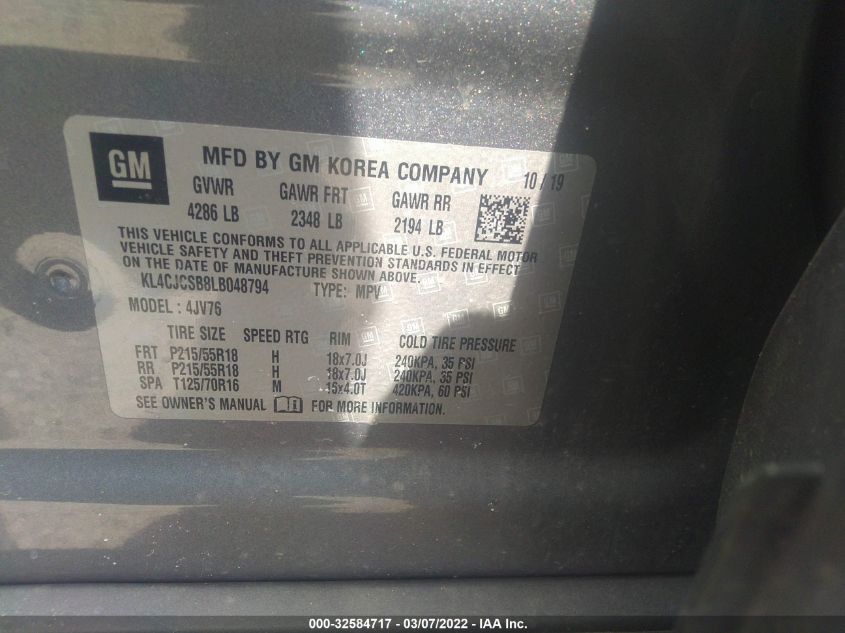 GM
MFD BY GM KOREA COMPANY 10/19
GVWR GAWR FRT GAWR RR
4286 LB 2348 LB 2194 LB
THIS VEHICLE CONFORMS TO ALL APPLICABLE U.S. FEDERAL MOTOR
VEHICLE SAFETY AND THEFT PREVENTION STANDARDS IN EFFECT
ON THE DATE OF MANUFACTURE SHOWN ABOVE.
KL4CJCSB8LB048794 TYPE: MPV
MODEL: 4JV76
TIRE SIZE SPEED RTG RIM COLD TIRE PRESSURE
FRT P215/55R18 H 18x7.0J 240KPA, 35 PSI
RR P215/55R18 H 18x7.0J 240KPA, 35 PSI
SPA T125/70R16 M 16x4.0T 420KPA, 60 PSI
SEE OWNER'S MANUAL FOR MORE INFORMATION.
000-32584717 - 03/07/2022 - IAA Inc.